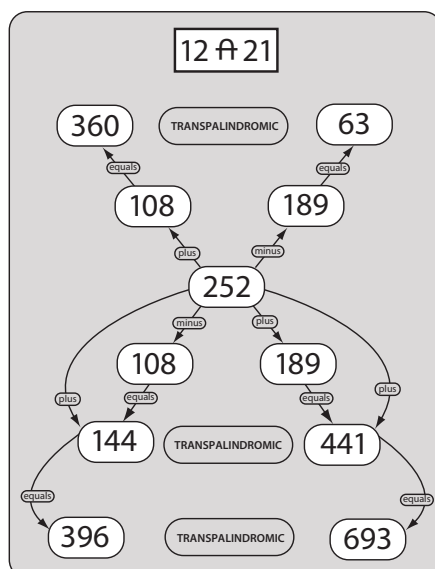 12 ₳ 21
360 TRANSPALINDROMIC 63
equals equals
108 189
plus minus
252
minus plus
108 189
plus equals equals plus
144 TRANSPALINDROMIC 441
equals equals
396 TRANSPALINDROMIC 693